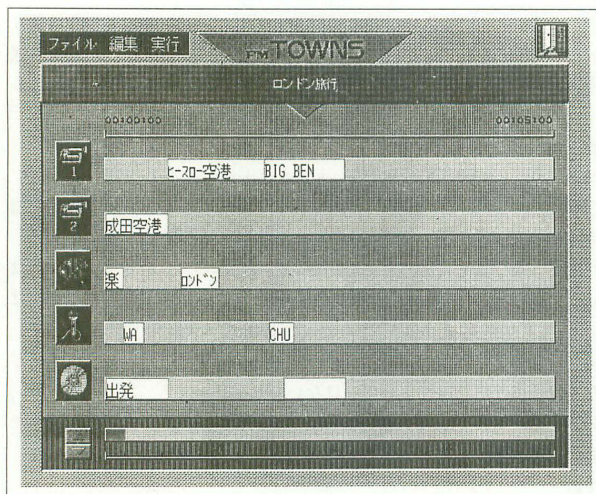 ファイル 編集 実行
FM TOWNS
ロンドン旅行
00:00:00 00:05:00
1 ヒースロー空港 BIG BEN
2 成田空港
楽 ロンドン
WA CHU
出発